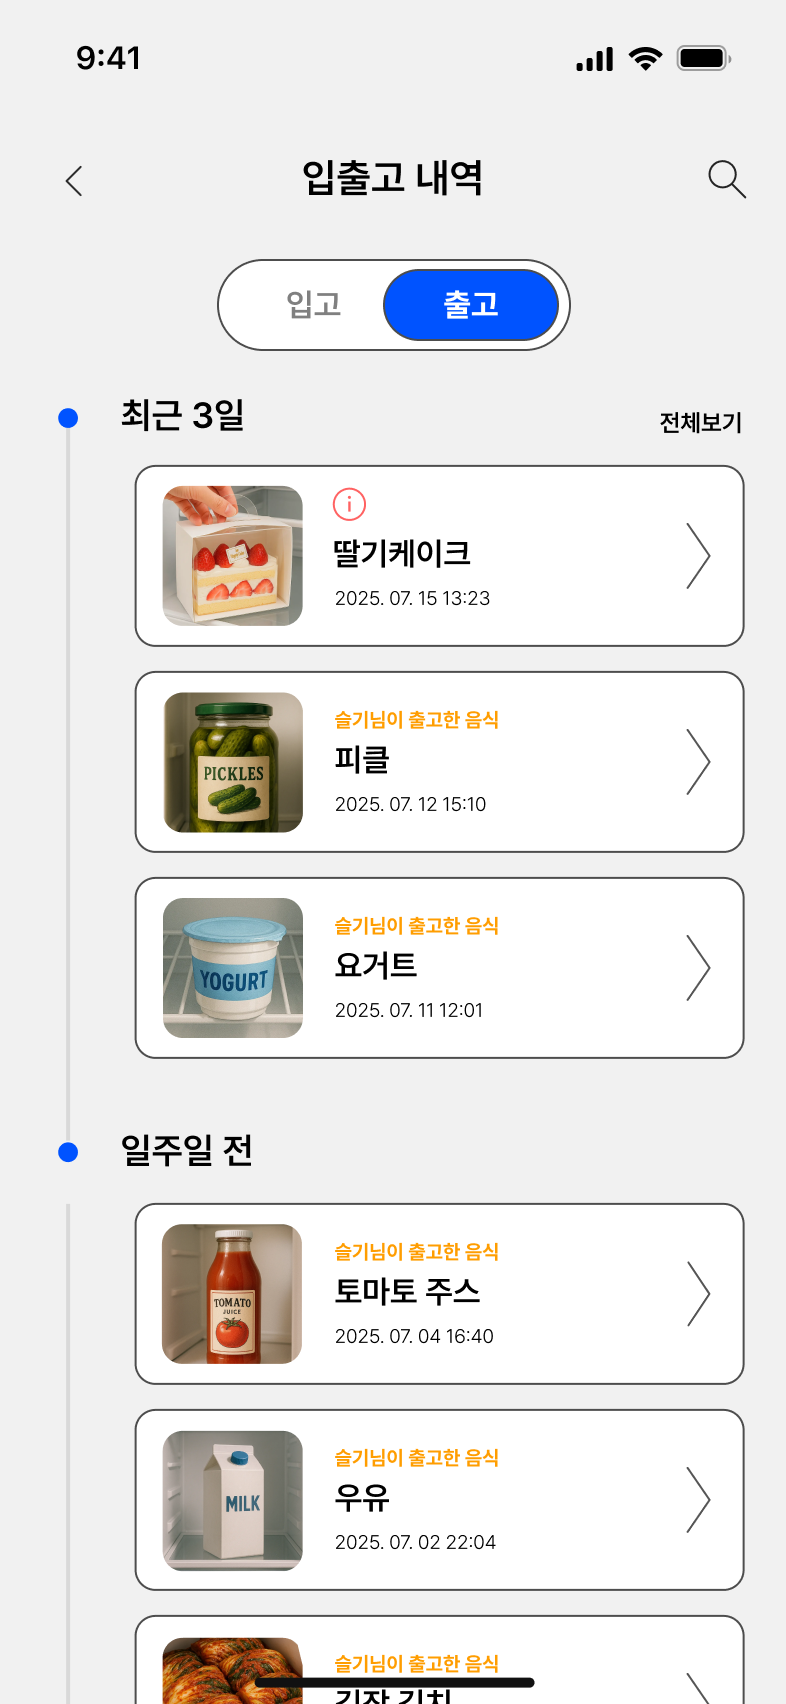 9:41
입출고 내역
입고
출고
최근 3일
전체보기
딸기케이크
2025. 07. 15 13:23
PICKLES
슬기님이 출고한 음식
피클
2025. 07. 12 15:10
YOGURT
슬기님이 출고한 음식
요거트
2025. 07. 11 12:01
일주일 전
TOMATO
JUICE
슬기님이 출고한 음식
토마토 주스
2025. 07. 04 16:40
MILK
슬기님이 출고한 음식
우유
2025. 07. 02 22:04
슬기님이 출고한 음식